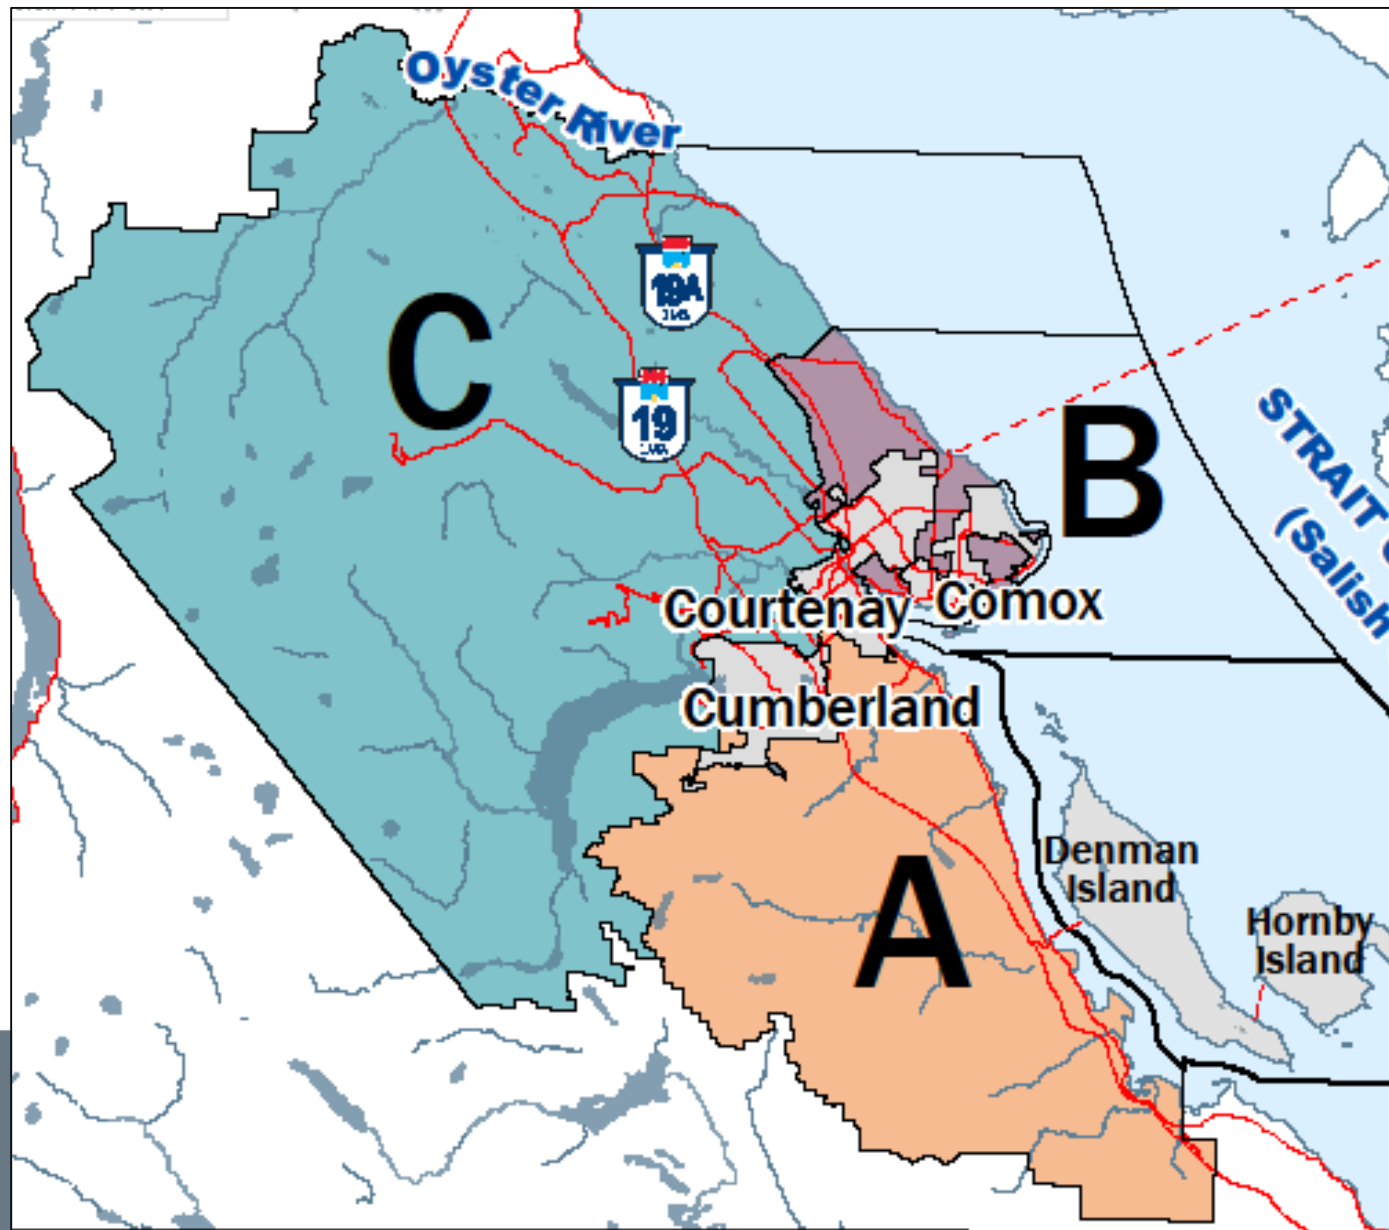 Oyster River
19A
C
19
B
STRAIT
(Salish
Courtenay
Comox
Cumberland
Denman
Island
A
Hornby
Island